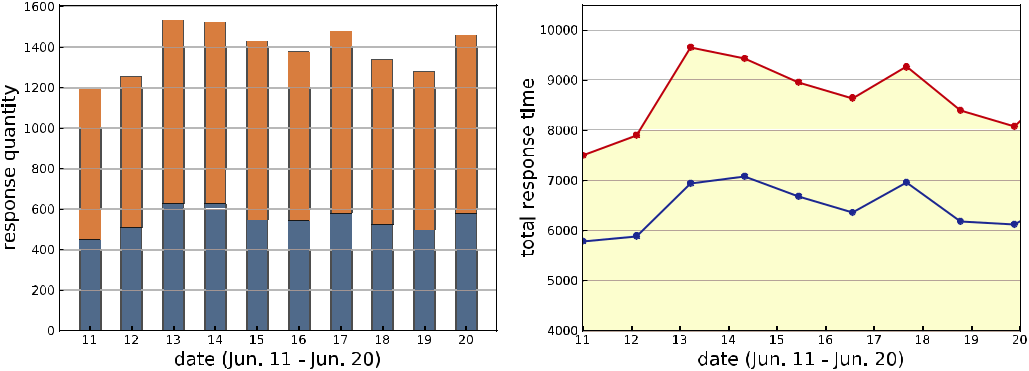 1600
1400
1200
1000
800
600
400
200
0
response quantity
11 12 13 14 15 16 17 18 19 20
date (Jun. 11 - Jun. 20)
10000
9000
8000
7000
6000
5000
4000
total response time
11 12 13 14 15 16 17 18 19 20
date (Jun. 11 - Jun. 20)